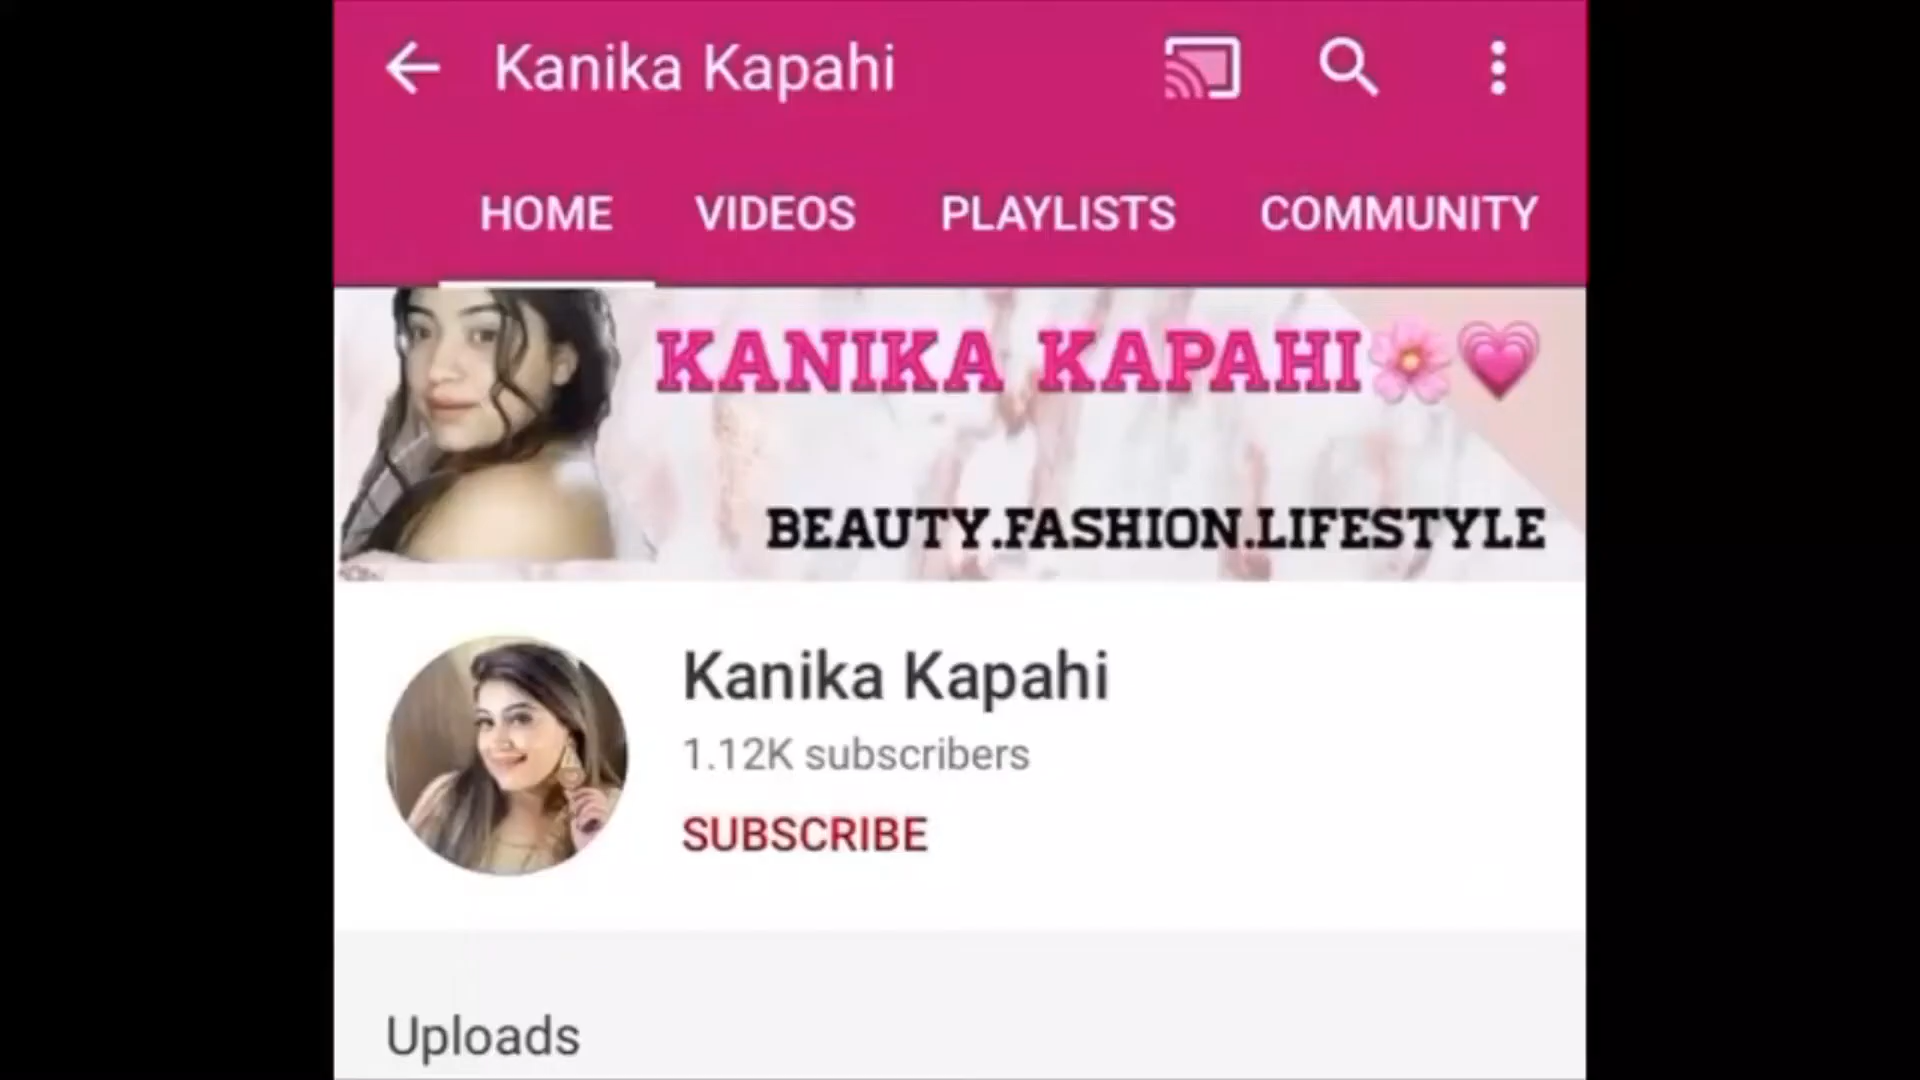 Kanika Kapahi
HOME VIDEOS PLAYLISTS COMMUNITY
KANIKA KAPAHI🌸💗
BEAUTY.FASHION.LIFESTYLE
Kanika Kapahi
1.12K subscribers
SUBSCRIBE
Uploads